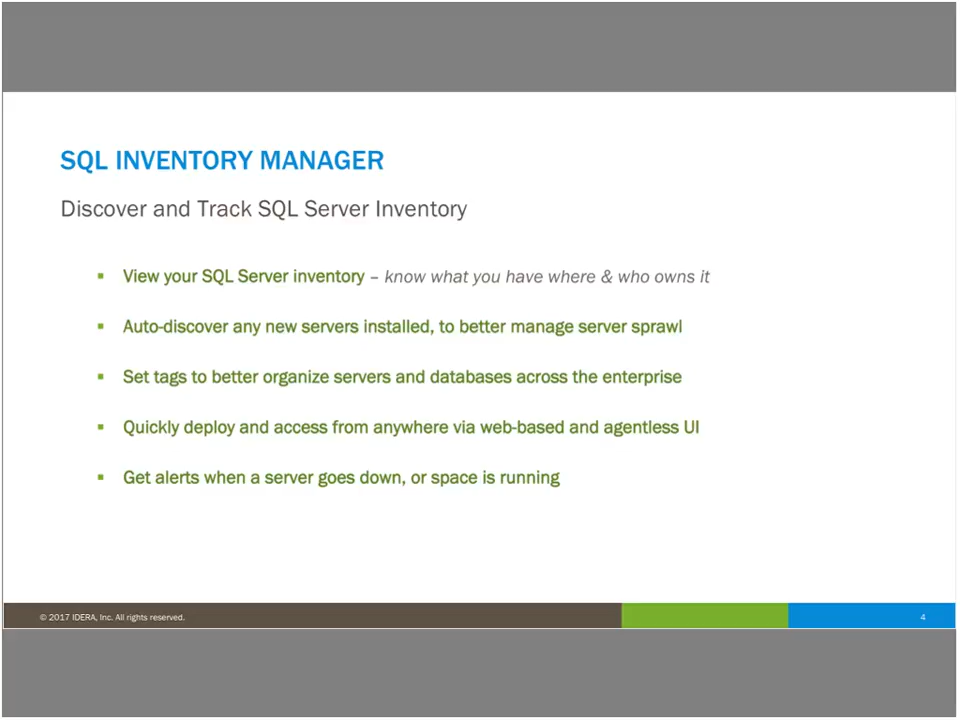 SQL INVENTORY MANAGER
Discover and Track SQL Server Inventory
▪ View your SQL Server inventory – know what you have where & who owns it
▪ Auto-discover any new servers installed, to better manage server sprawl
▪ Set tags to better organize servers and databases across the enterprise
▪ Quickly deploy and access from anywhere via web-based and agentless UI
▪ Get alerts when a server goes down, or space is running
© 2017 IDERA, Inc. All rights reserved.
4